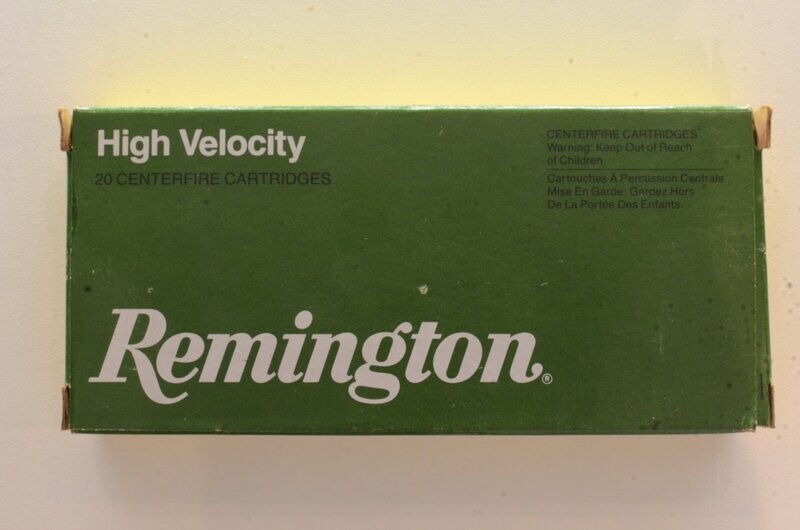 High Velocity
20 CENTERFIRE CARTRIDGES
CENTERFIRE CARTRIDGES
Warning: Keep Out of Reach
of Children
Cartouches A Percussion Centrale
Mise En Garde: Gardez Hors
De La Portée Des Enfants.
Remington®